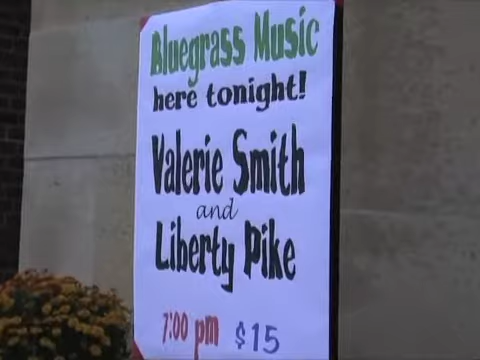 Bluegrass Music
here tonight!
Valerie Smith
and
Liberty Pike
7:00 pm $15